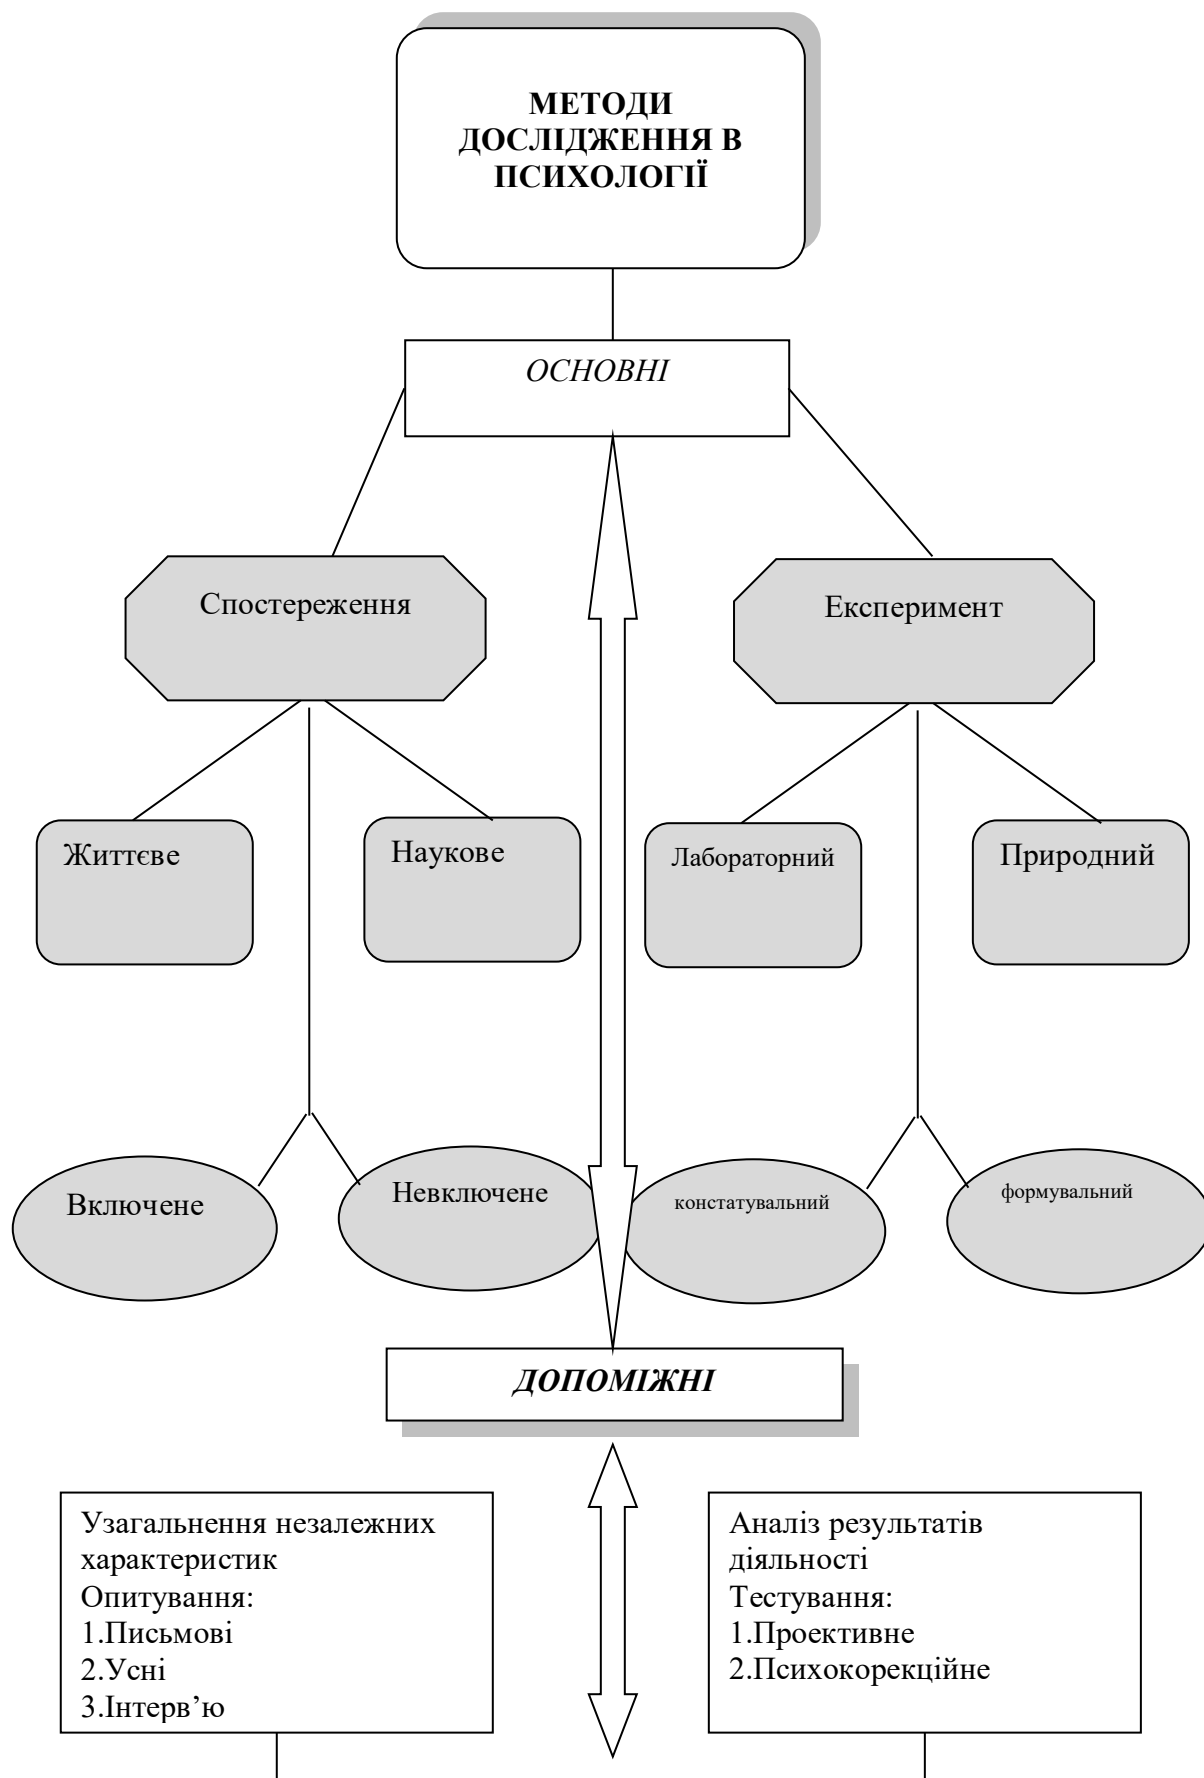 МЕТОДИ
ДОСЛІДЖЕННЯ В
ПСИХОЛОГІЇ
ОСНОВНІ
Спостереження
Експеримент
Життєве
Наукове
Лабораторний
Природний
Включене
Невключене
констатувальний
формувальний
ДОПОМІЖНІ
Узагальнення незалежних
характеристик
Опитування:
1.Письмові
2.Усні
3.Інтерв’ю
Аналіз результатів
діяльності
Тестування:
1.Проективне
2.Психокорекційне